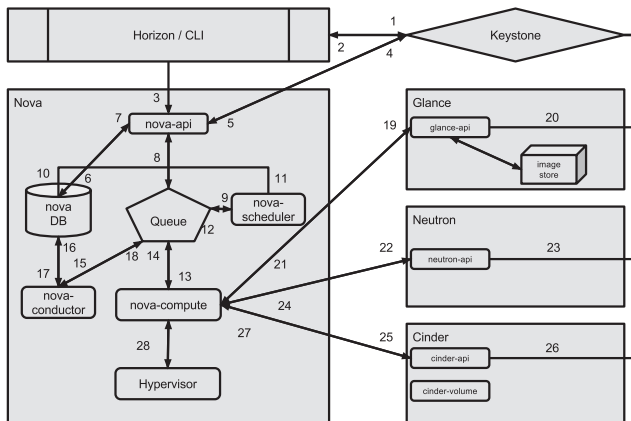 1
Horizon / CLI
Keystone
2
4
3
Nova
Glance
7
nova-api
5
19
glance-api
20
8
10
6
11
image
store
nova
DB
9
nova-
scheduler
Queue
12
Neutron
16
15
18
14
21
22
neutron-api
23
17
13
nova-
conductor
nova-compute
24
Cinder
27
25
cinder-api
26
28
Hypervisor
cinder-volume